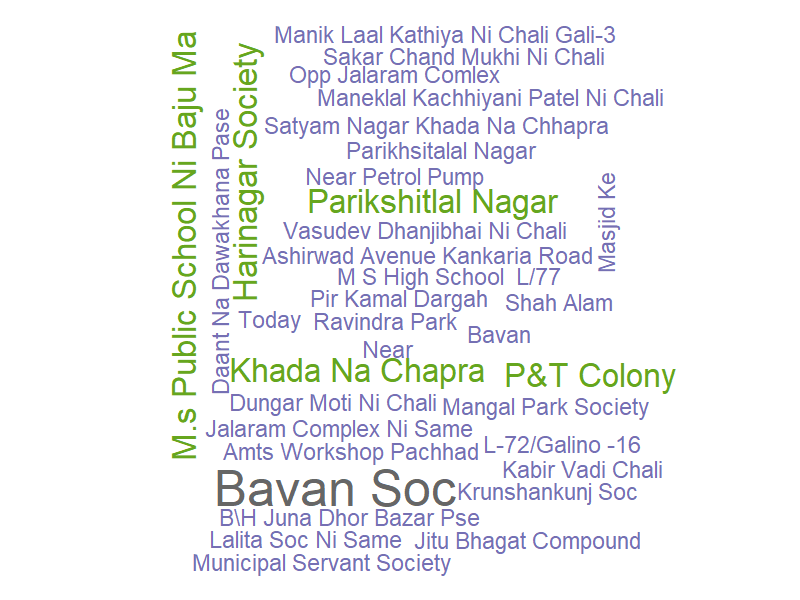 Manik Laal Kathiya Ni Chali Gali-3
Sakar Chand Mukhi Ni Chali
Opp Jalaram Comlex
Maneklal Kachhiyani Patel Ni Chali
Satyam Nagar Khada Na Chhapra
Parikhsitalal Nagar
Near Petrol Pump
Parikshitlal Nagar
Vasudev Dhanjibhai Ni Chali
Ashirwad Avenue Kankaria Road
M S High School
L/77
Pir Kamal Dargah
Shah Alam
Today
Ravindra Park
Bavan
Near
Khada Na Chapra
P&T Colony
Dungar Moti Ni Chali
Mangal Park Society
Jalaram Complex Ni Same
L-72/Galino -16
Amts Workshop Pachhad
Kabir Vadi Chali
Bavan Soc
Krunshankunj Soc
B\H Juna Dhor Bazar Pse
Lalita Soc Ni Same
Jitu Bhagat Compound
Municipal Servant Society
M.s Public School Ni Baju Ma
Daant Na Dawakhana Pase
Harinagar Society
Masjid Ke